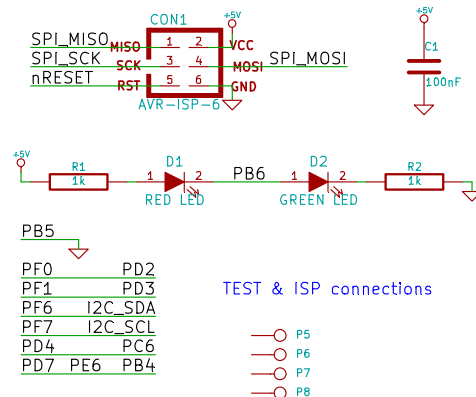 CON1
+5V
+5V
SPI_MISO MISO 1 2 VCC
SPI_SCK SCK 3 4 MOSI SPI_MOSI
nRESET RST 5 6 GND
AVR-ISP-6
C1
100nF
+5V
R1 D1 D2 R2
1k 1 2 PB6 1 2 1k
RED LED GREEN LED
PB5
PF0 PD2
PF1 PD3
PF6 I2C_SDA
PF7 I2C_SCL
PD4 PC6
PD7 PE6 PB4
TEST & ISP connections
P5
P6
P7
P8